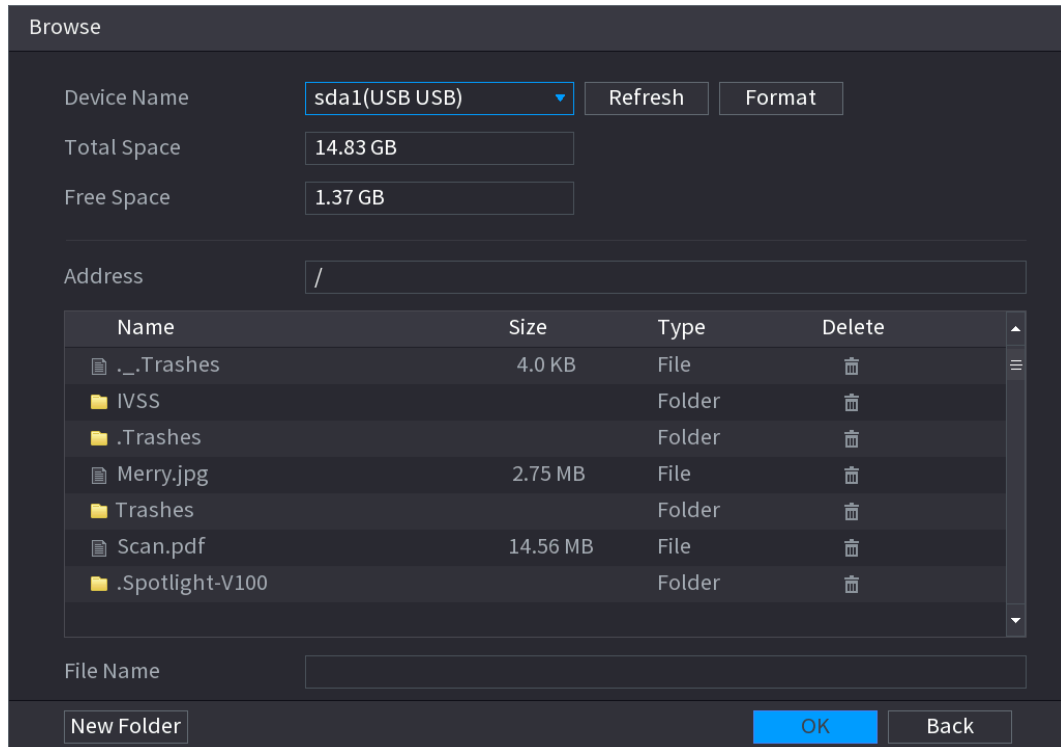 Browse
Device Name sda1(USB USB) Refresh Format
Total Space 14.83 GB
Free Space 1.37 GB
Address /
Name Size Type Delete
._.Trashes 4.0 KB File
IVSS Folder
.Trashes Folder
Merry.jpg 2.75 MB File
Trashes Folder
Scan.pdf 14.56 MB File
.Spotlight-V100 Folder
File Name
New Folder OK Back